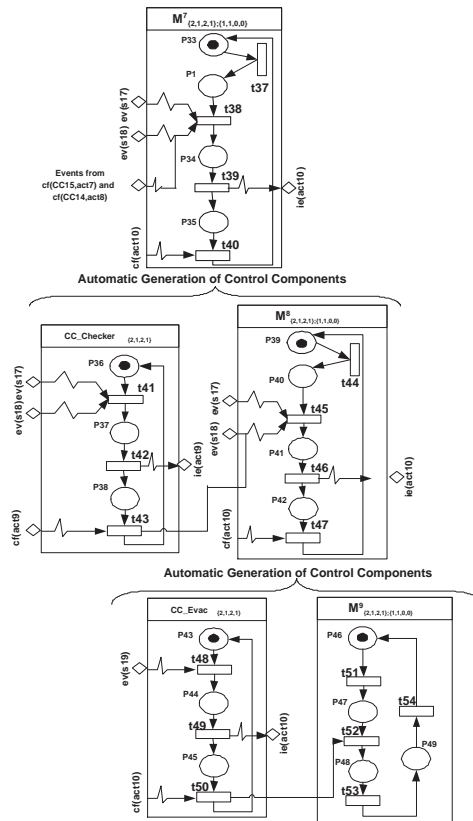 M⁷{2,1,2,1};{1,1,0,0}
P33
t37
P1
ev(s17)
t38
ev(s18)
P34
Events from
cf(CC15,act7) and
cf(CC14,act8)
t39
ie(act10)
P35
cf(act10)
t40
Automatic Generation of Control Components
CC_Checker {2,1,2,1}
P36
ev(s17)
t41
ev(s18)
P37
t42
ie(act9)
P38
cf(act9)
t43
M⁸{2,1,2,1};{1,1,0,0}
P39
t44
P40
ev(s17)
t45
ev(s18)
P41
t46
ie(act10)
P42
cf(act10)
t47
Automatic Generation of Control Components
CC_Evac {2,1,2,1}
P43
ev(s19)
t48
P44
t49
ie(act10)
P45
cf(act10)
t50
M⁹{2,1,2,1};{1,1,0,0}
P46
t51
t54
P47
t52
P49
P48
t53